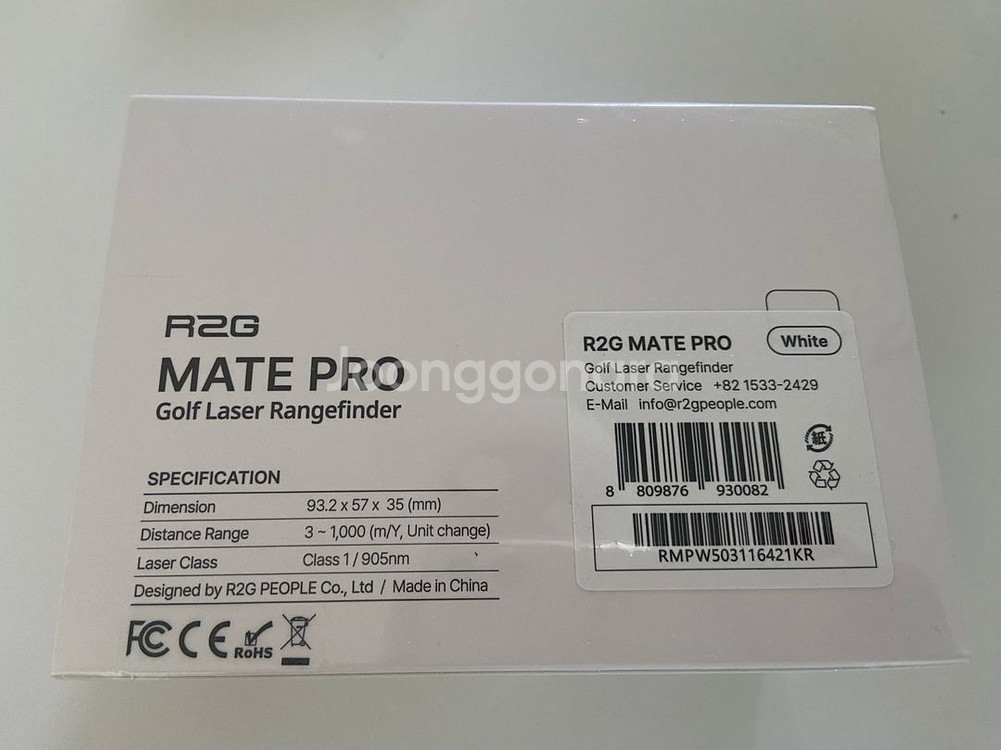 R2G
MATE PRO
Golf Laser Rangefinder
SPECIFICATION
Dimension 93.2 x 57 x 35 (mm)
Distance Range 3 ~ 1,000 (m/Y, Unit change)
Laser Class Class 1 / 905nm
Designed by R2G PEOPLE Co., Ltd / Made in China
FC CE RoHS
R2G MATE PRO White
Golf Laser Rangefinder
Customer Service +82 1533-2429
E-Mail info@r2gpeople.com
紙
8 809876 930082
RMPW503116421KR
Joonggonara